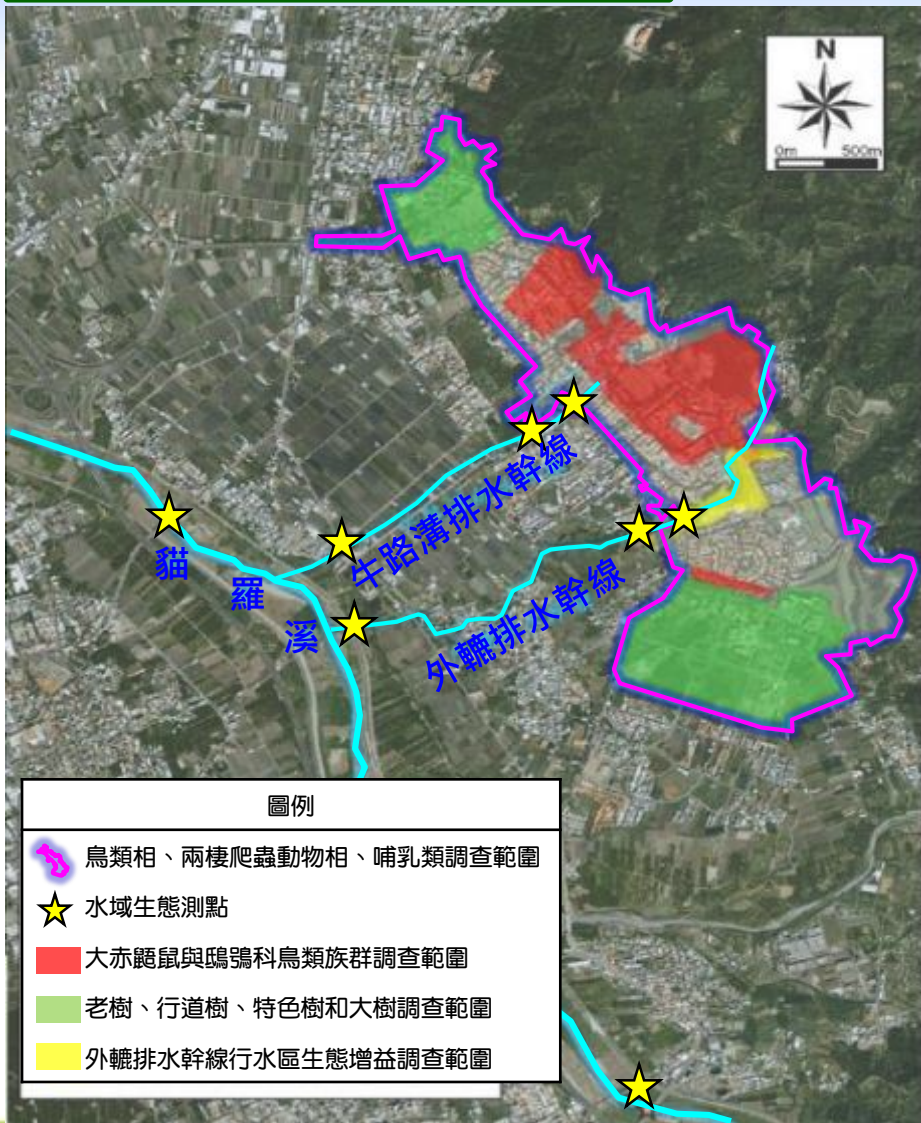 N
0m 500m
牛路溝排水幹線
貓
羅
溪
外轆排水幹線
圖例
鳥類相、兩棲爬蟲動物相、哺乳類調查範圍
水域生態測點
大赤鼯鼠與鴟鴞科鳥類族群調查範圍
老樹、行道樹、特色樹和大樹調查範圍
外轆排水幹線行水區生態增益調查範圍